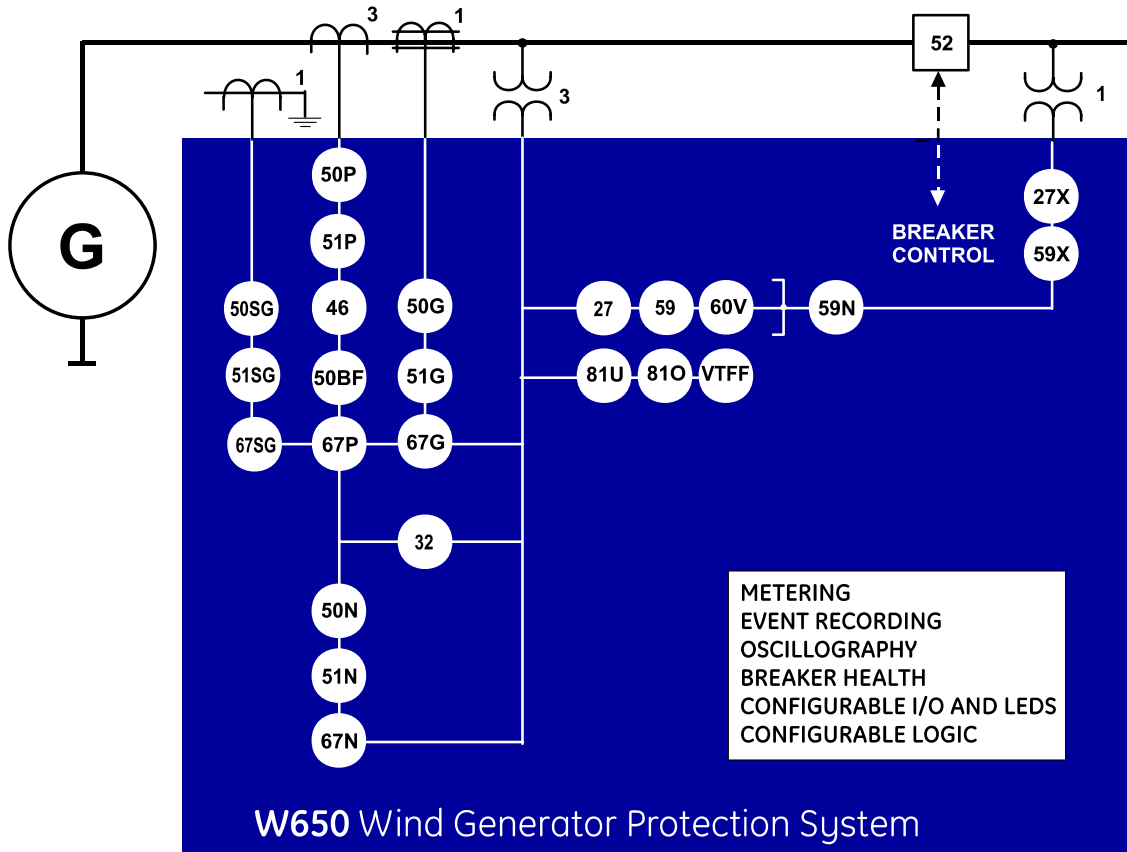 3
1
52
1
3
1
G
50P
51P
46
50BF
67P
50SG
51SG
67SG
50G
51G
67G
32
50N
51N
67N
27
59
60V
59N
81U
81O
VTFF
BREAKER
CONTROL
27X
59X
METERING
EVENT RECORDING
OSCILLOGRAPHY
BREAKER HEALTH
CONFIGURABLE I/O AND LEDS
CONFIGURABLE LOGIC
W650 Wind Generator Protection System